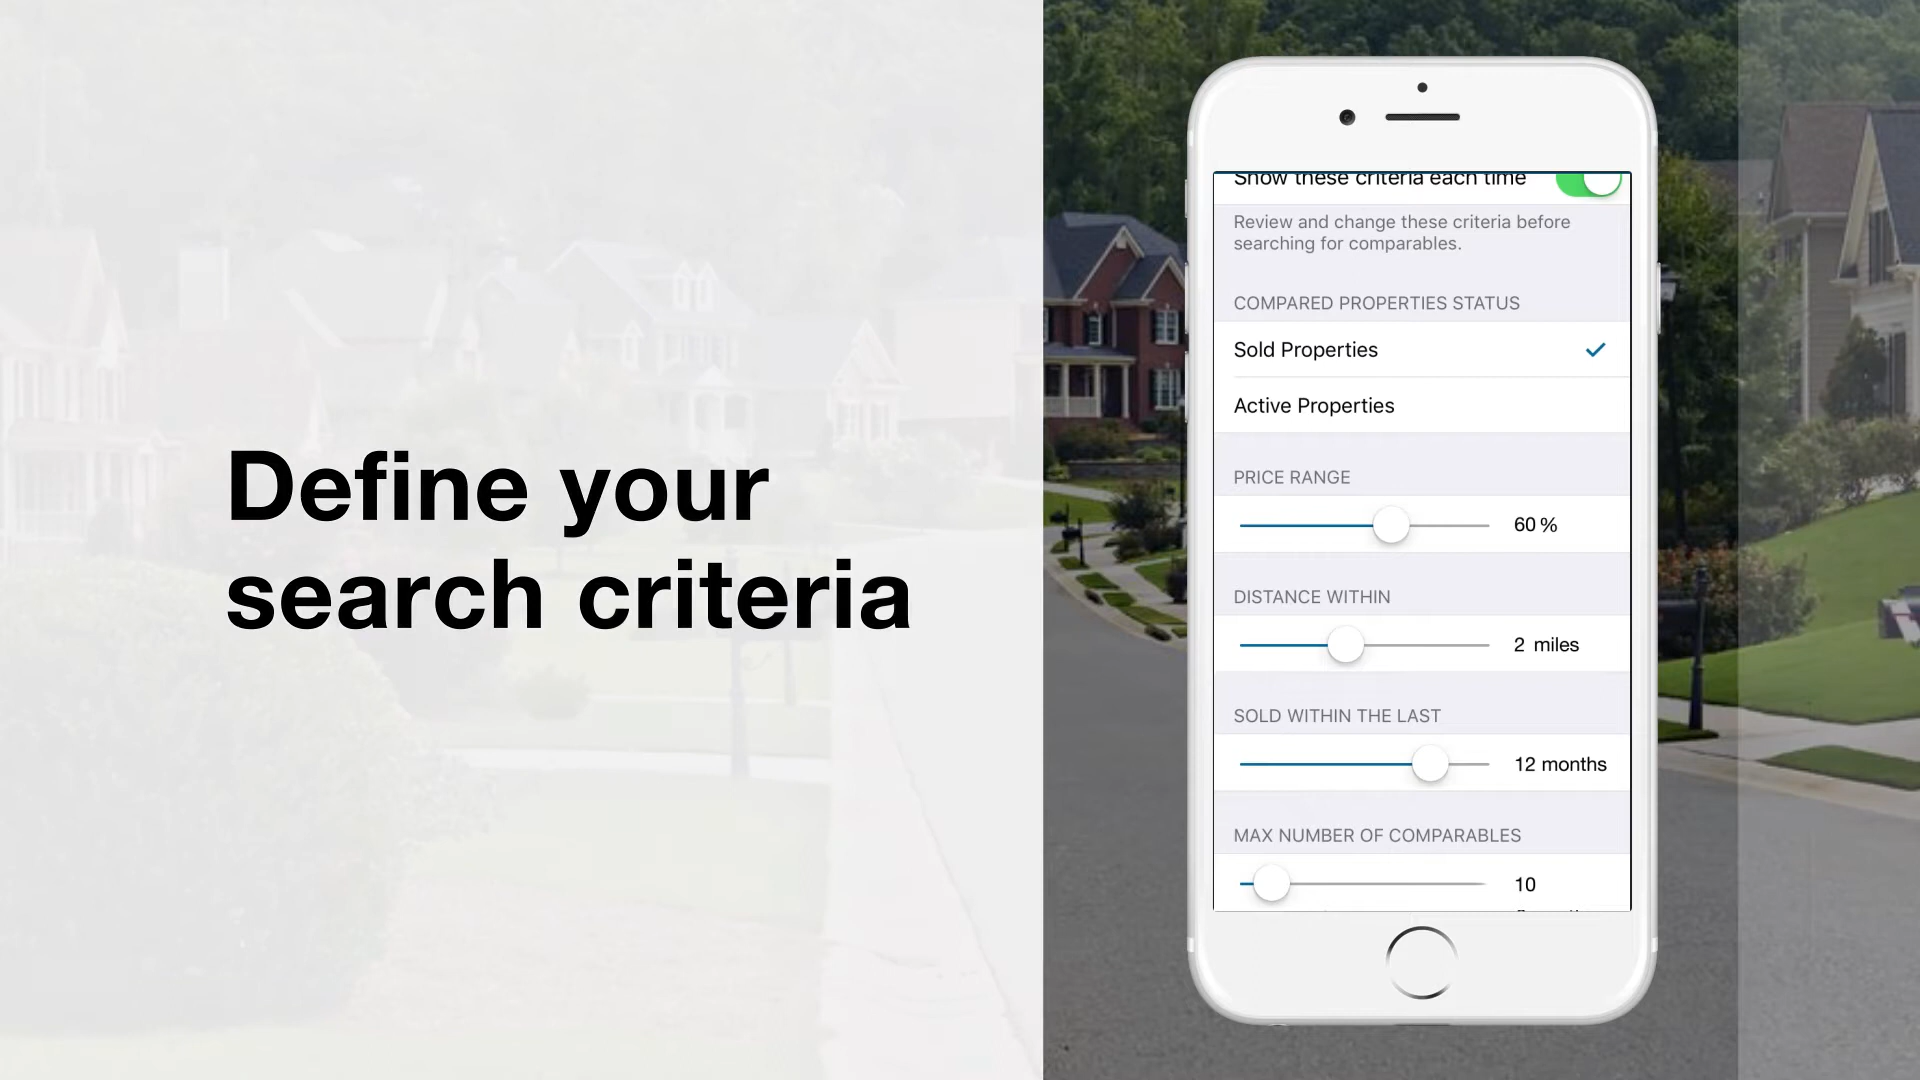 Define your
search criteria
Show these criteria each time
Review and change these criteria before
searching for comparables.
COMPARED PROPERTIES STATUS
Sold Properties
Active Properties
PRICE RANGE
60 %
DISTANCE WITHIN
2 miles
SOLD WITHIN THE LAST
12 months
MAX NUMBER OF COMPARABLES
10